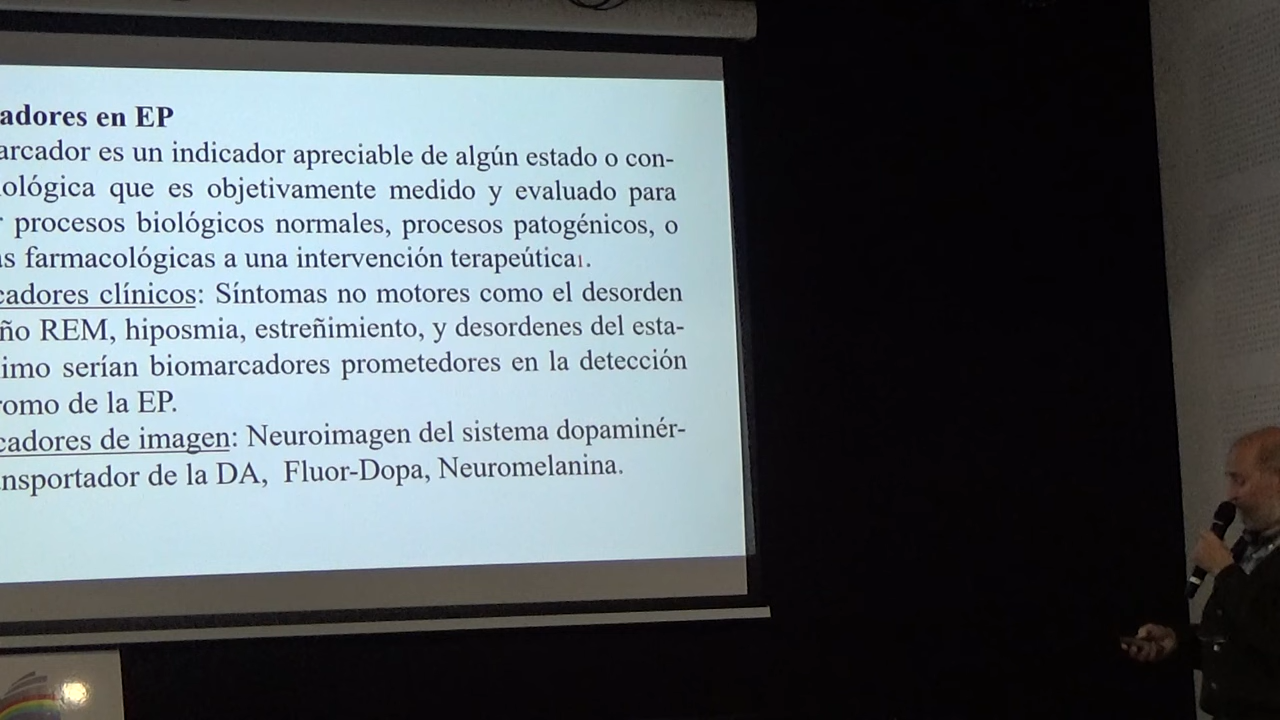 adores en EP
arcador es un indicador apreciable de algún estado o con-
ológica que es objetivamente medido y evaluado para
procesos biológicos normales, procesos patogénicos, o
s farmacológicas a una intervención terapéutica1.
cadores clínicos: Síntomas no motores como el desorden
ño REM, hiposmia, estreñimiento, y desordenes del esta-
imo serían biomarcadores prometedores en la detección
romo de la EP.
cadores de imagen: Neuroimagen del sistema dopaminér-
nsportador de la DA, Fluor-Dopa, Neuromelanina.